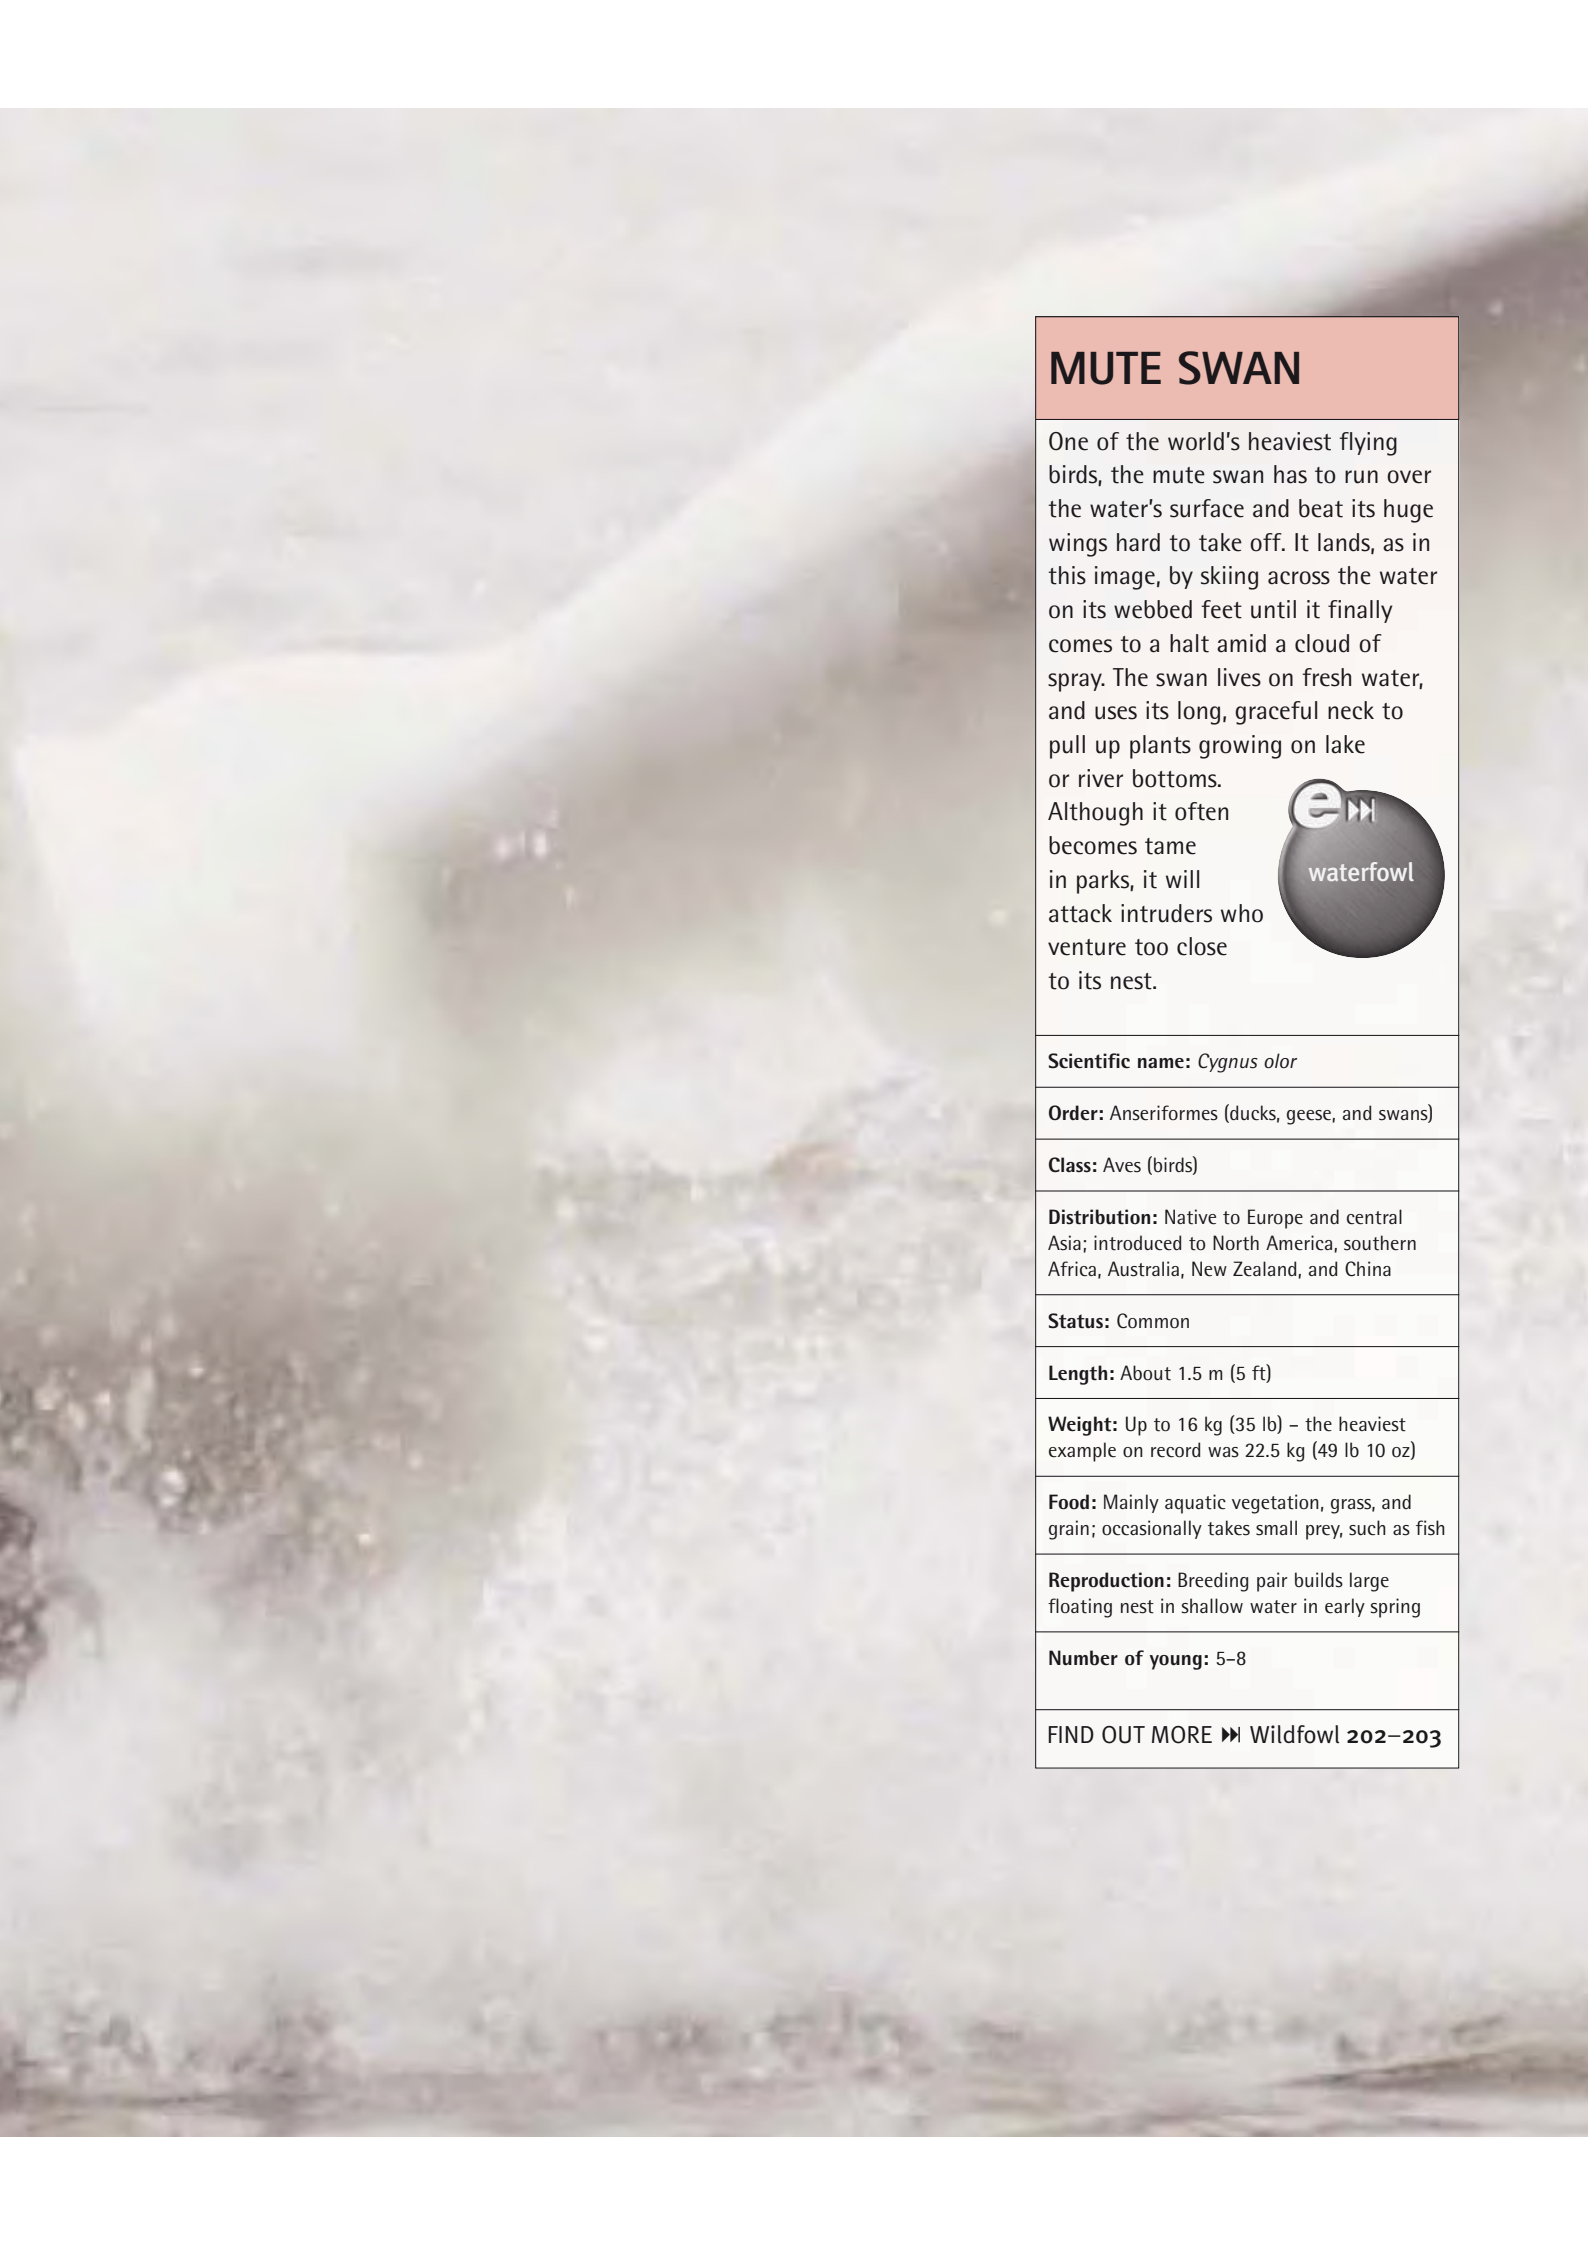 MUTE SWAN
One of the world's heaviest flying
birds, the mute swan has to run over
the water's surface and beat its huge
wings hard to take off. It lands, as in
this image, by skiing across the water
on its webbed feet until it finally
comes to a halt amid a cloud of
spray. The swan lives on fresh water,
and uses its long, graceful neck to
pull up plants growing on lake
or river bottoms.
Although it often
becomes tame
in parks, it will
attack intruders who
venture too close
to its nest.
e
waterfowl
Scientific name: Cygnus olor
Order: Anseriformes (ducks, geese, and swans)
Class: Aves (birds)
Distribution: Native to Europe and central
Asia; introduced to North America, southern
Africa, Australia, New Zealand, and China
Status: Common
Length: About 1.5 m (5 ft)
Weight: Up to 16 kg (35 lb) – the heaviest
example on record was 22.5 kg (49 lb 10 oz)
Food: Mainly aquatic vegetation, grass, and
grain; occasionally takes small prey, such as fish
Reproduction: Breeding pair builds large
floating nest in shallow water in early spring
Number of young: 5–8
FIND OUT MORE ⏭ Wildfowl 202–203